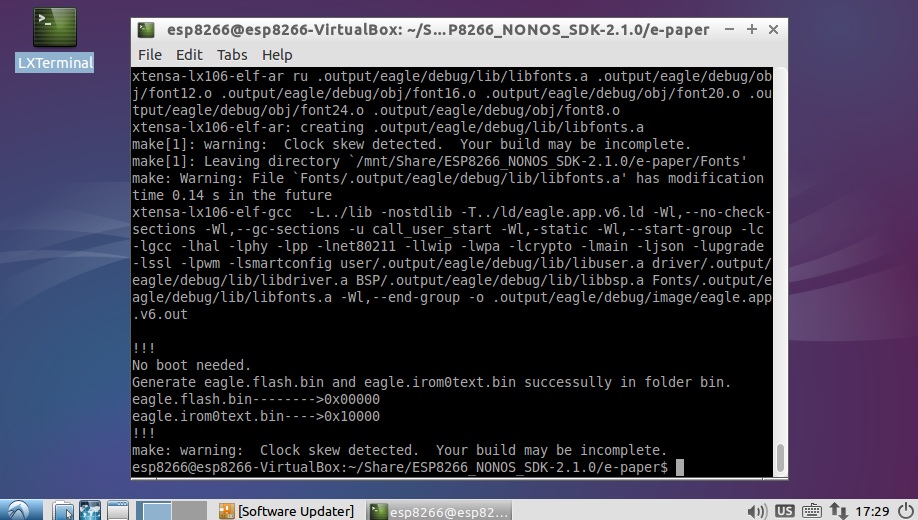 LXTerminal
esp8266@esp8266-VirtualBox: ~/S...P8266_NONOS_SDK-2.1.0/e-paper
File Edit Tabs Help
xtensa-lx106-elf-ar ru .output/eagle/debug/lib/libfonts.a .output/eagle/debug/ob
j/font12.o .output/eagle/debug/obj/font16.o .output/eagle/debug/obj/font20.o .ou
tput/eagle/debug/obj/font24.o .output/eagle/debug/obj/font8.o
xtensa-lx106-elf-ar: creating .output/eagle/debug/lib/libfonts.a
make[1]: warning:  Clock skew detected.  Your build may be incomplete.
make[1]: Leaving directory `/mnt/Share/ESP8266_NONOS_SDK-2.1.0/e-paper/Fonts'
make: Warning: File `Fonts/.output/eagle/debug/lib/libfonts.a' has modification
time 0.14 s in the future
xtensa-lx106-elf-gcc  -L../lib -nostdlib -T../ld/eagle.app.v6.ld -Wl,--no-check-
sections -Wl,--gc-sections -u call_user_start -Wl,-static -Wl,--start-group -lc
-lgcc -lhal -lphy -lpp -lnet80211 -llwip -lwpa -lcrypto -lmain -ljson -lupgrade
-lssl -lpwm -lsmartconfig user/.output/eagle/debug/lib/libuser.a driver/.output/
eagle/debug/lib/libdriver.a BSP/.output/eagle/debug/lib/libbsp.a Fonts/.output/e
agle/debug/lib/libfonts.a -Wl,--end-group -o .output/eagle/debug/image/eagle.app
.v6.out
!!!
No boot needed.
Generate eagle.flash.bin and eagle.irom0text.bin successully in folder bin.
eagle.flash.bin-------->0x00000
eagle.irom0text.bin---->0x10000
!!!
make: warning:  Clock skew detected.  Your build may be incomplete.
esp8266@esp8266-VirtualBox:~/Share/ESP8266_NONOS_SDK-2.1.0/e-paper$
[Software Updater] esp8266@esp82... US 17:29